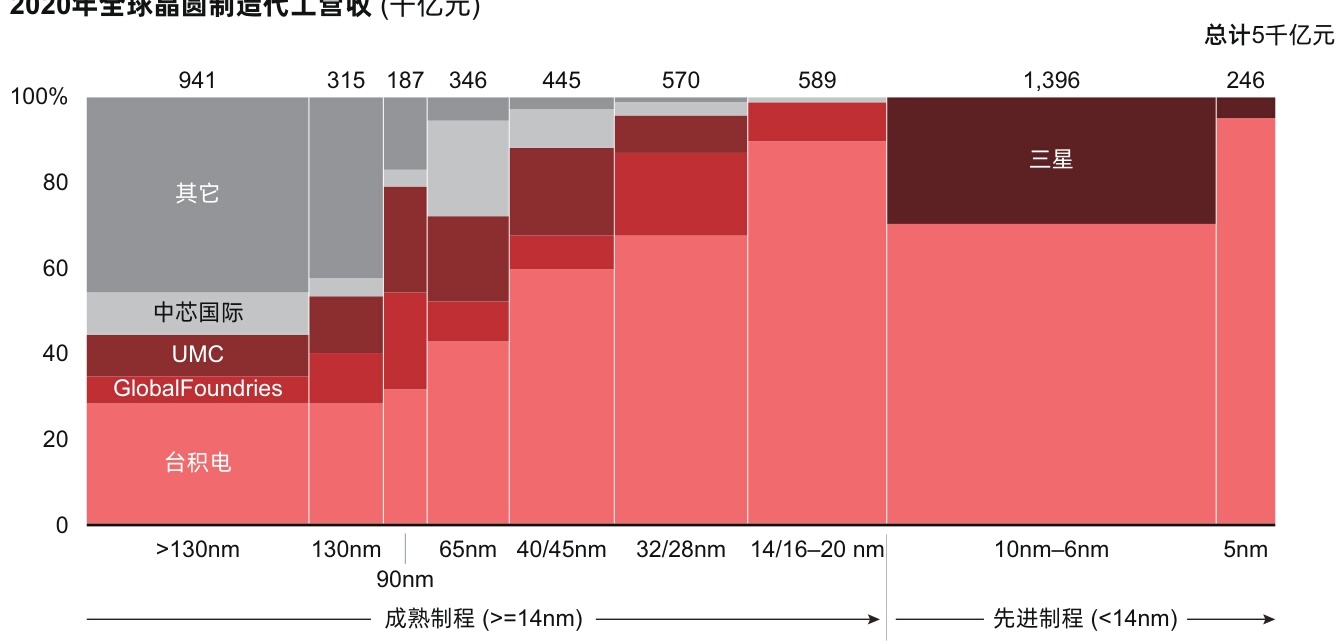 2020年全球晶圆制造代工营收 (千亿元)
总计5千亿元
941 315 187 346 445 570 589 1,396 246
100%
80
60
40
20
0
其它
中芯国际
UMC
GlobalFoundries
台积电
三星
>130nm 130nm 65nm 40/45nm 32/28nm 14/16–20 nm 10nm–6nm 5nm
90nm
成熟制程 (>=14nm) 先进制程 (<14nm)